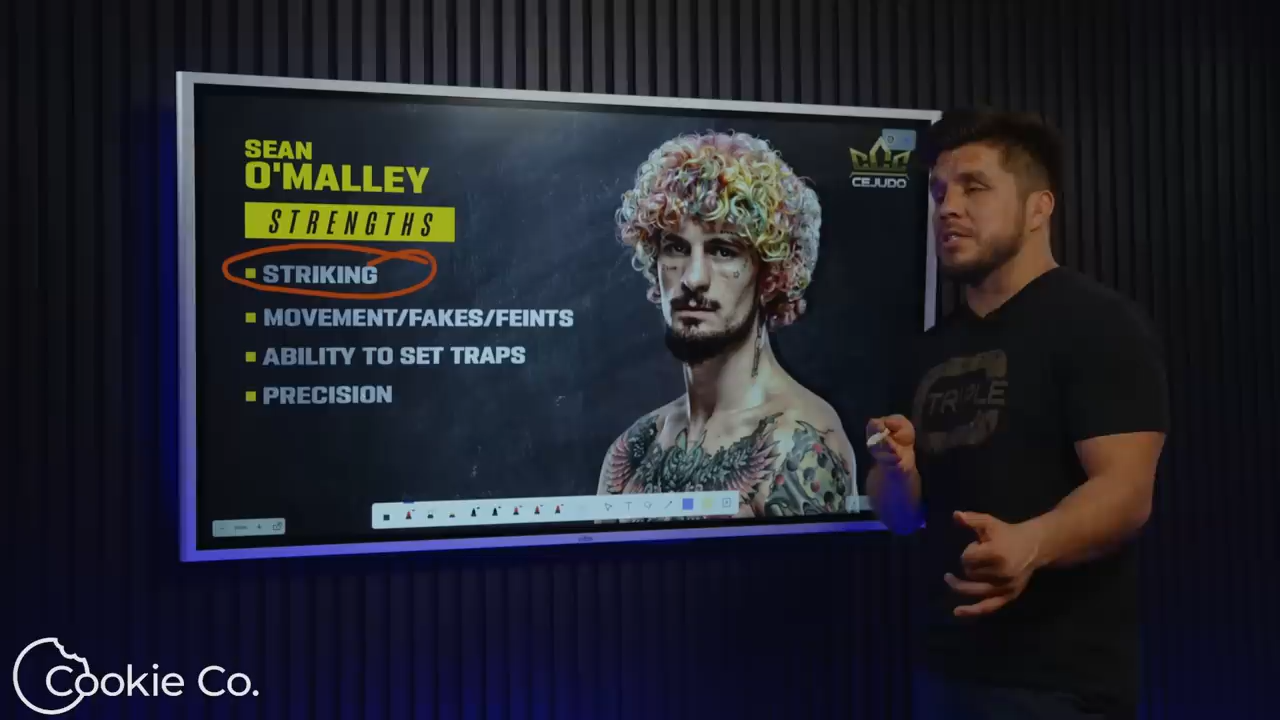 SEAN
O'MALLEY
STRENGTHS
STRIKING
MOVEMENT/FAKES/FEINTS
ABILITY TO SET TRAPS
PRECISION
CEJUDO
TRIPLE
Cookie Co.